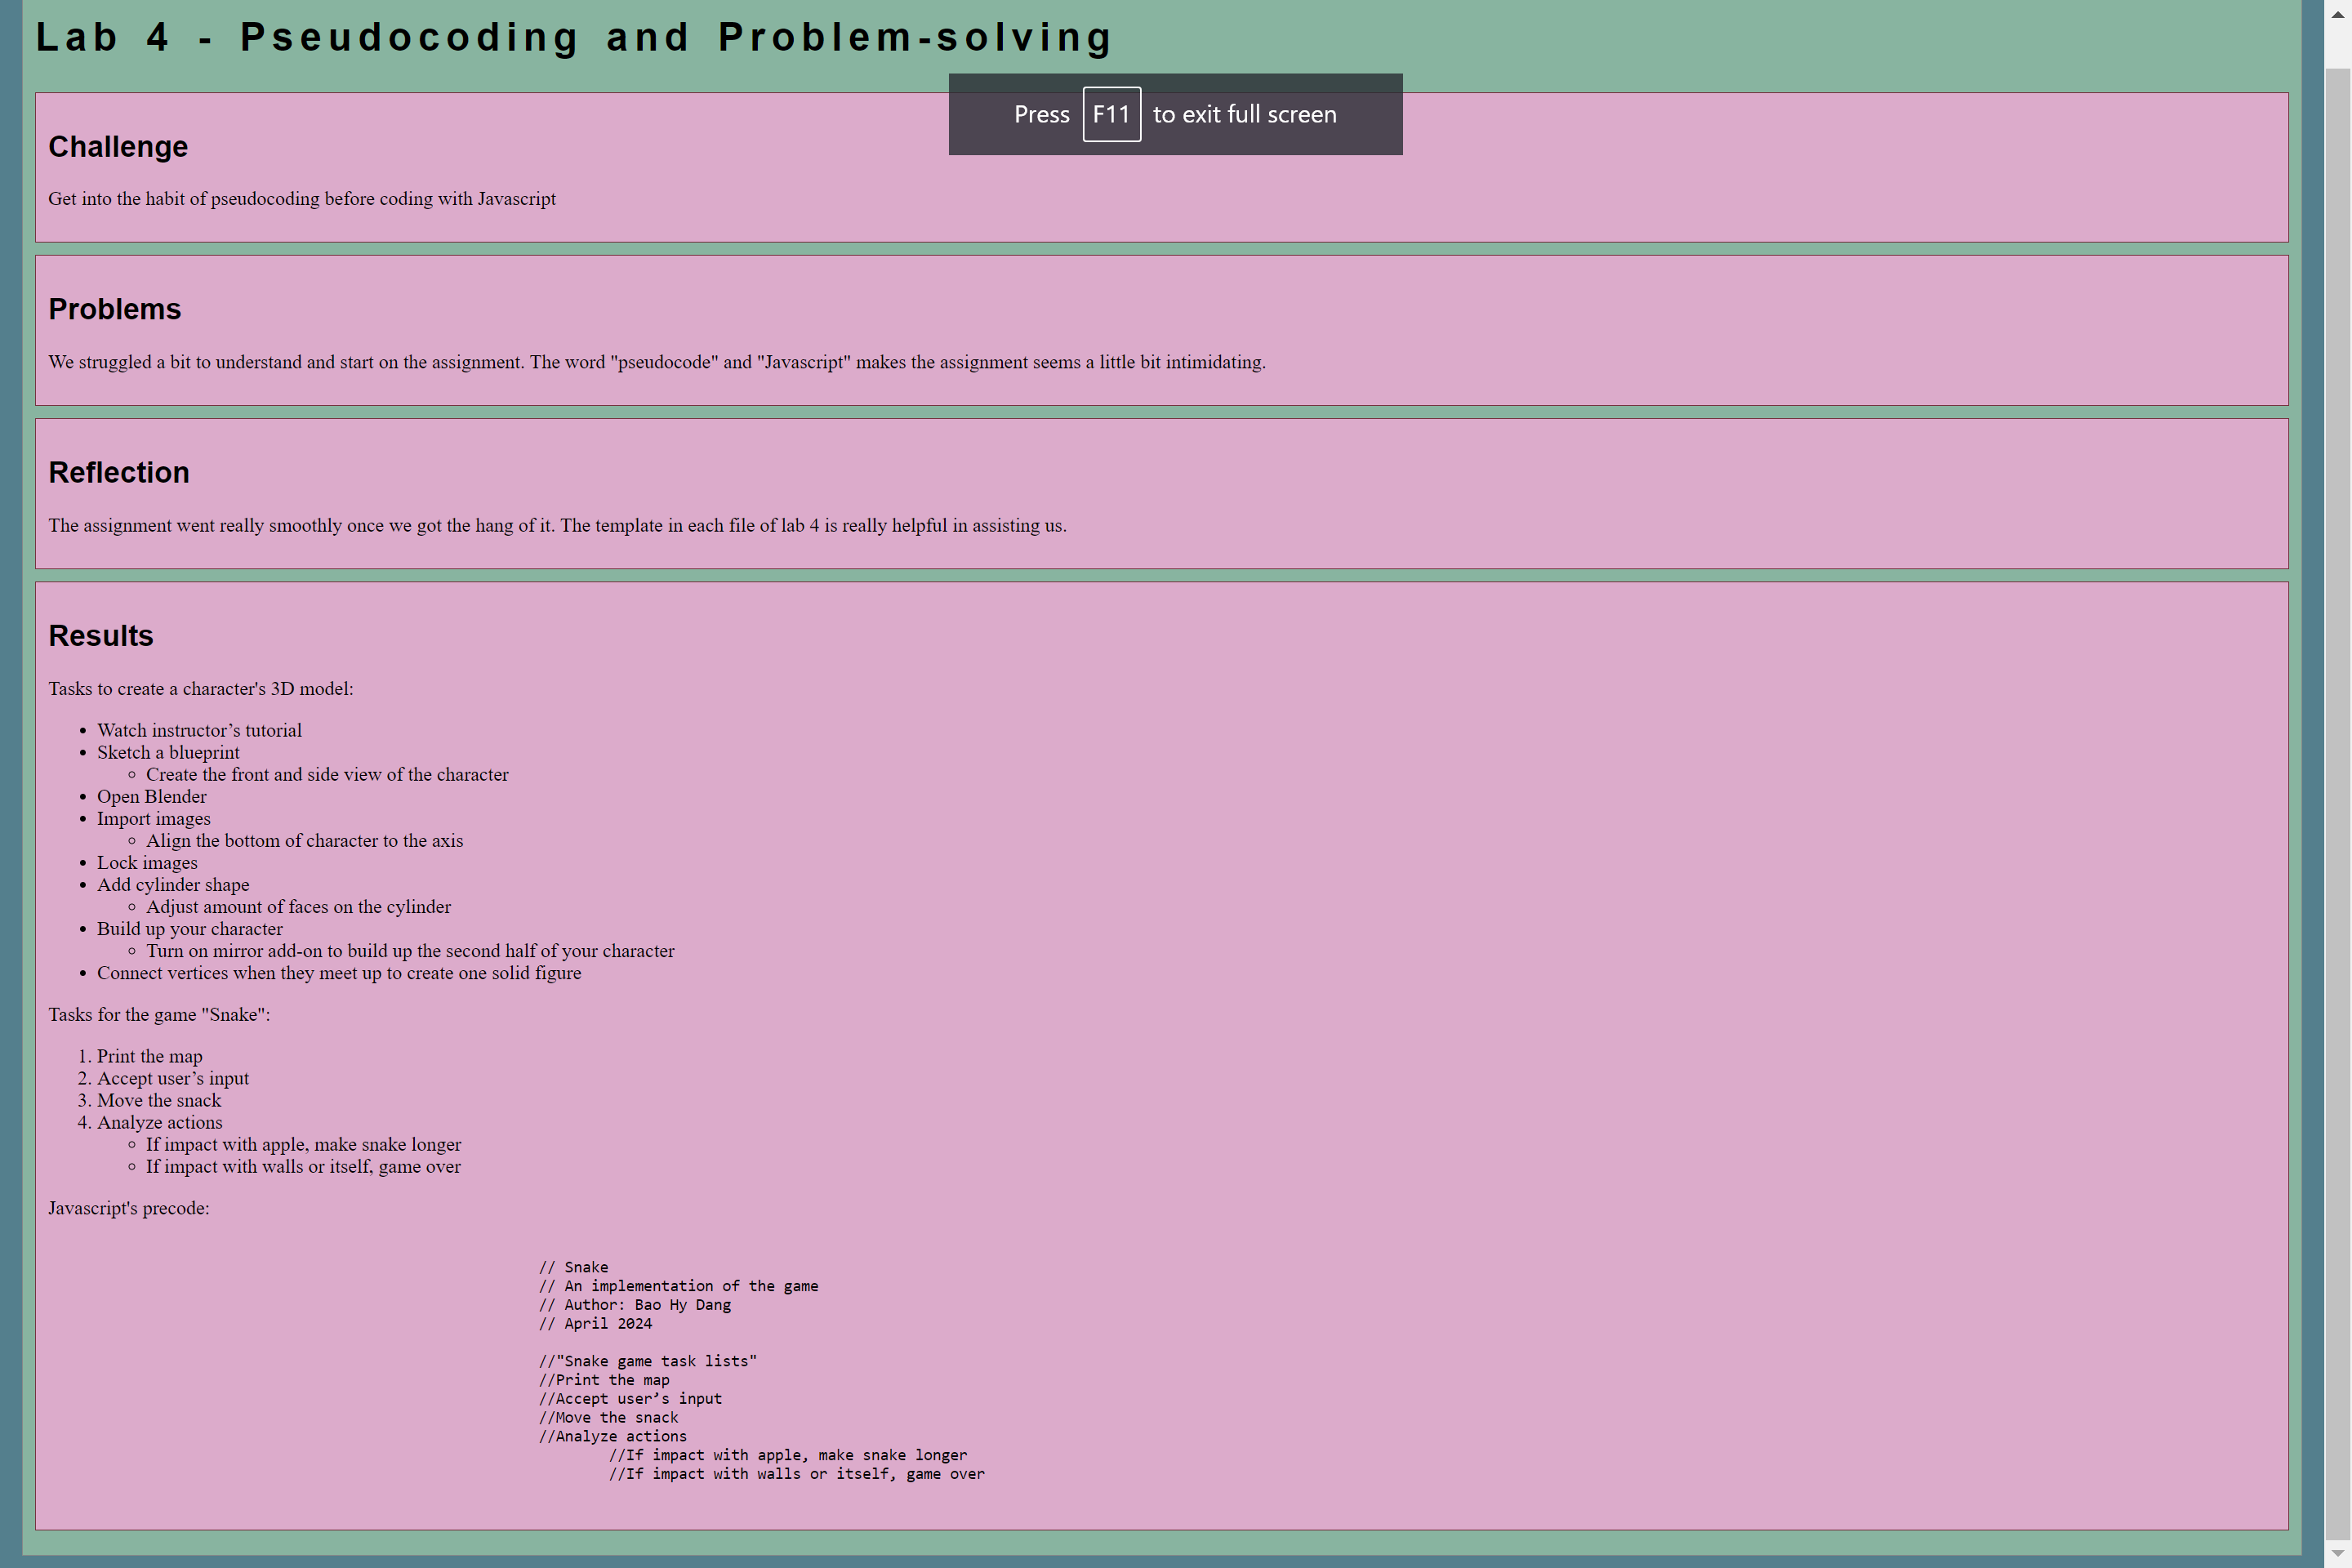 Lab 4 - Pseudocoding and Problem-solving
Press F11 to exit full screen
Challenge
Get into the habit of pseudocoding before coding with Javascript
Problems
We struggled a bit to understand and start on the assignment. The word "pseudocode" and "Javascript" makes the assignment seems a little bit intimidating.
Reflection
The assignment went really smoothly once we got the hang of it. The template in each file of lab 4 is really helpful in assisting us.
Results
Tasks to create a character's 3D model:
• Watch instructor’s tutorial
• Sketch a blueprint
◦ Create the front and side view of the character
• Open Blender
• Import images
◦ Align the bottom of character to the axis
• Lock images
• Add cylinder shape
◦ Adjust amount of faces on the cylinder
• Build up your character
◦ Turn on mirror add-on to build up the second half of your character
• Connect vertices when they meet up to create one solid figure
Tasks for the game "Snake":
1. Print the map
2. Accept user’s input
3. Move the snack
4. Analyze actions
◦ If impact with apple, make snake longer
◦ If impact with walls or itself, game over
Javascript's precode:
// Snake
// An implementation of the game
// Author: Bao Hy Dang
// April 2024
//"Snake game task lists"
//Print the map
//Accept user’s input
//Move the snack
//Analyze actions
//If impact with apple, make snake longer
//If impact with walls or itself, game over